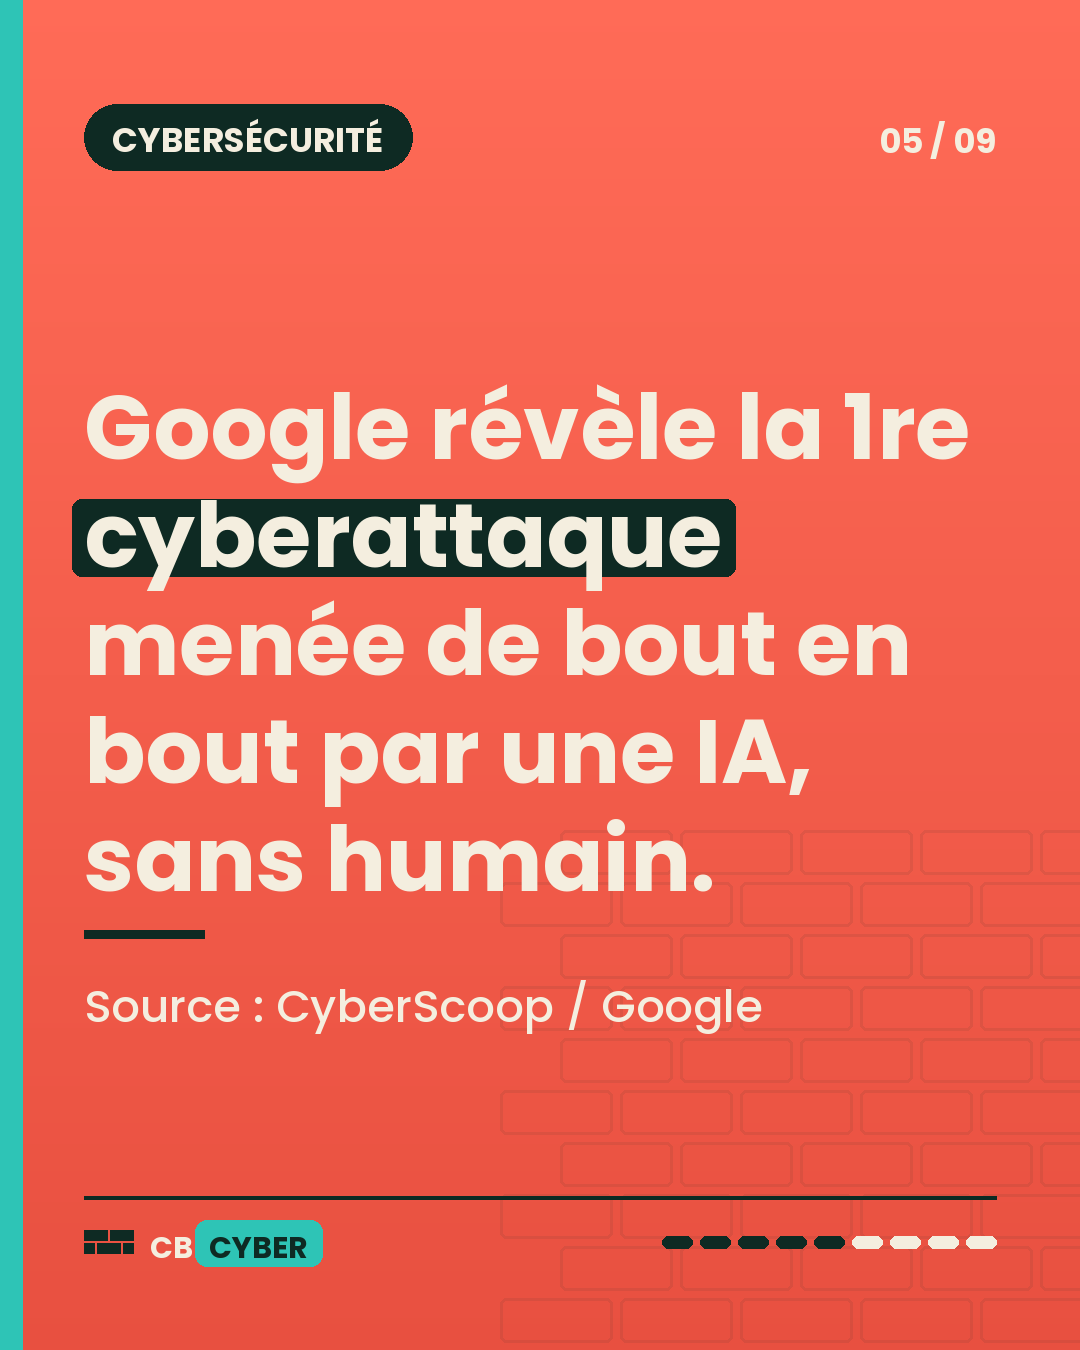 CYBERSÉCURITÉ
05 / 09
Google révèle la 1re
cyberattaque
menée de bout en
bout par une IA,
sans humain.
Source : CyberScoop / Google
CB CYBER